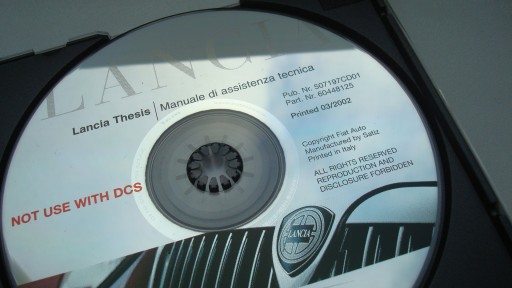 LANCIA
Lancia Thesis | Manuale di assistenza tecnica
Pub. Nr. 507197CD01
Part. Nr. 60448125
Printed 03/2002
Copyright Fiat Auto
Manufactured by Satiz
Printed in Italy
ALL RIGHTS RESERVED
REPRODUCTION AND
DISCLOSURE FORBIDDEN
NOT USE WITH DCS
LANCIA